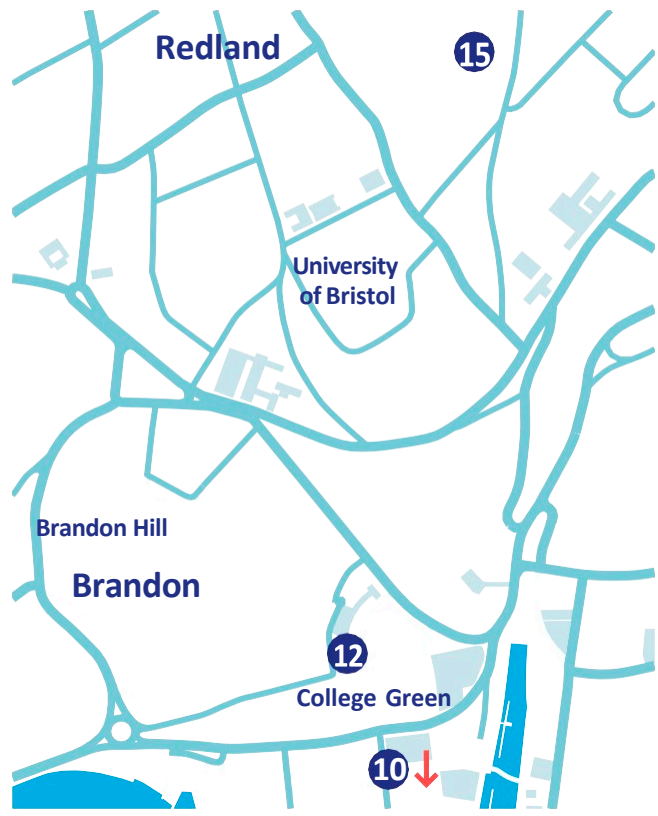 Redland
15
University
of Bristol
Brandon Hill
Brandon
12
College Green
10